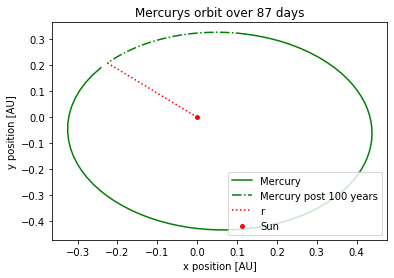 Mercurys orbit over 87 days
y position [AU]
0.3
0.2
0.1
0.0
−0.1
−0.2
−0.3
−0.4
Mercury
Mercury post 100 years
r
Sun
−0.3 −0.2 −0.1 0.0 0.1 0.2 0.3 0.4
x position [AU]